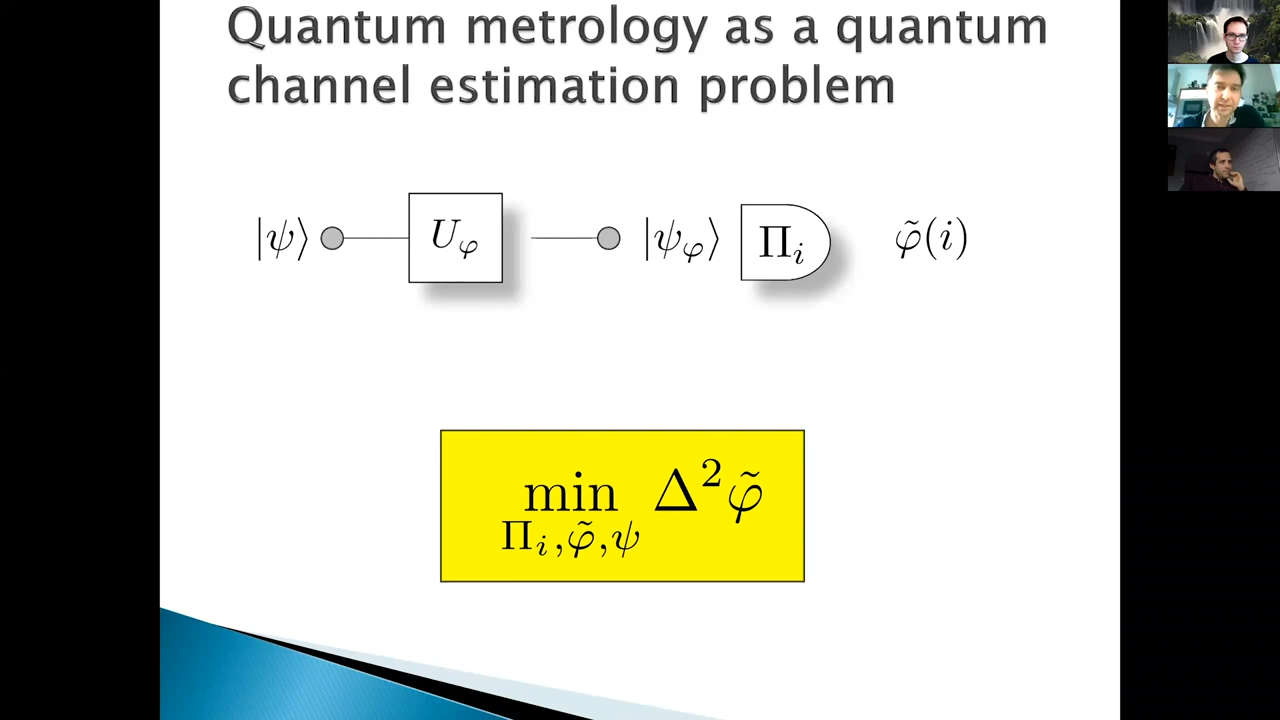 Quantum metrology as a quantum
channel estimation problem
|ψ⟩ U_φ |ψ_φ⟩ Π_i φ̃(i)
min Δ²φ̃
Π_i,φ̃,ψ